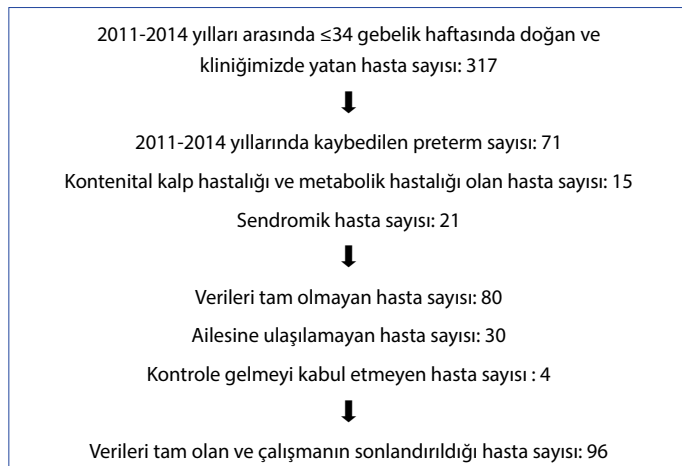 2011-2014 yılları arasında ≤34 gebelik haftasında doğan ve
kliniğimizde yatan hasta sayısı: 317
2011-2014 yıllarında kaybedilen preterm sayısı: 71
Kontenital kalp hastalığı ve metabolik hastalığı olan hasta sayısı: 15
Sendromik hasta sayısı: 21
Verileri tam olmayan hasta sayısı: 80
Ailesine ulaşılamayan hasta sayısı: 30
Kontrole gelmeyi kabul etmeyen hasta sayısı : 4
Verileri tam olan ve çalışmanın sonlandırıldığı hasta sayısı: 96